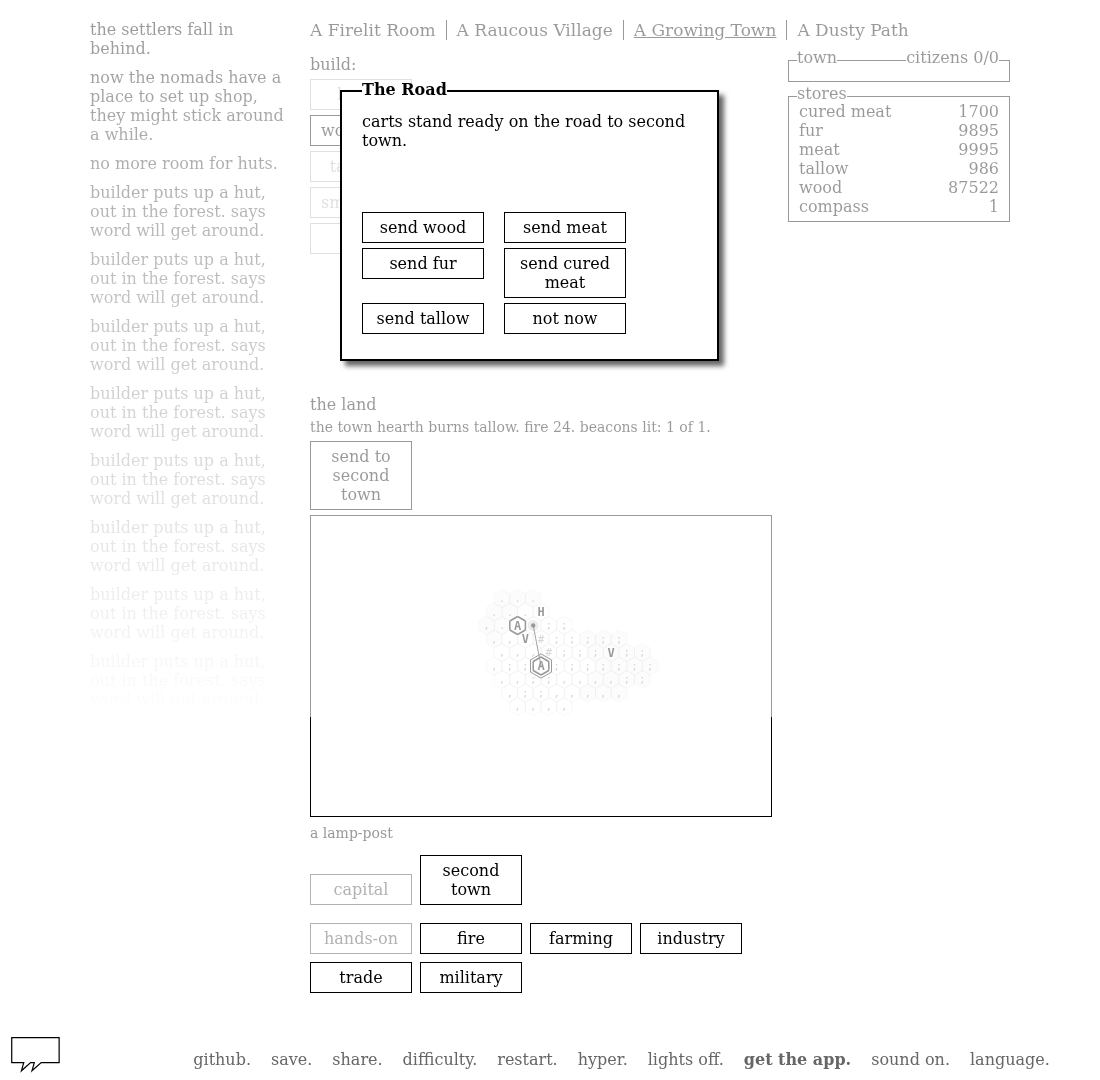 the settlers fall in
behind.
now the nomads have a
place to set up shop,
they might stick around
a while.
no more room for huts.
builder puts up a hut,
out in the forest. says
word will get around.
builder puts up a hut,
out in the forest. says
word will get around.
builder puts up a hut,
out in the forest. says
word will get around.
builder puts up a hut,
out in the forest. says
word will get around.
builder puts up a hut,
out in the forest. says
word will get around.
builder puts up a hut,
out in the forest. says
word will get around.
builder puts up a hut,
out in the forest. says
word will get around.
builder puts up a hut,
out in the forest. says
word will get around.
A Firelit Room
A Raucous Village
A Growing Town
A Dusty Path
build:
The Road
carts stand ready on the road to second
town.
send wood
send meat
send fur
send cured
meat
send tallow
not now
town
citizens 0/0
stores
cured meat 1700
fur 9895
meat 9995
tallow 986
wood 87522
compass 1
the land
the town hearth burns tallow. fire 24. beacons lit: 1 of 1.
send to
second
town
H
A
V
V
A
a lamp-post
capital
second
town
hands-on
fire
farming
industry
trade
military
github. save. share. difficulty. restart. hyper. lights off. get the app. sound on. language.